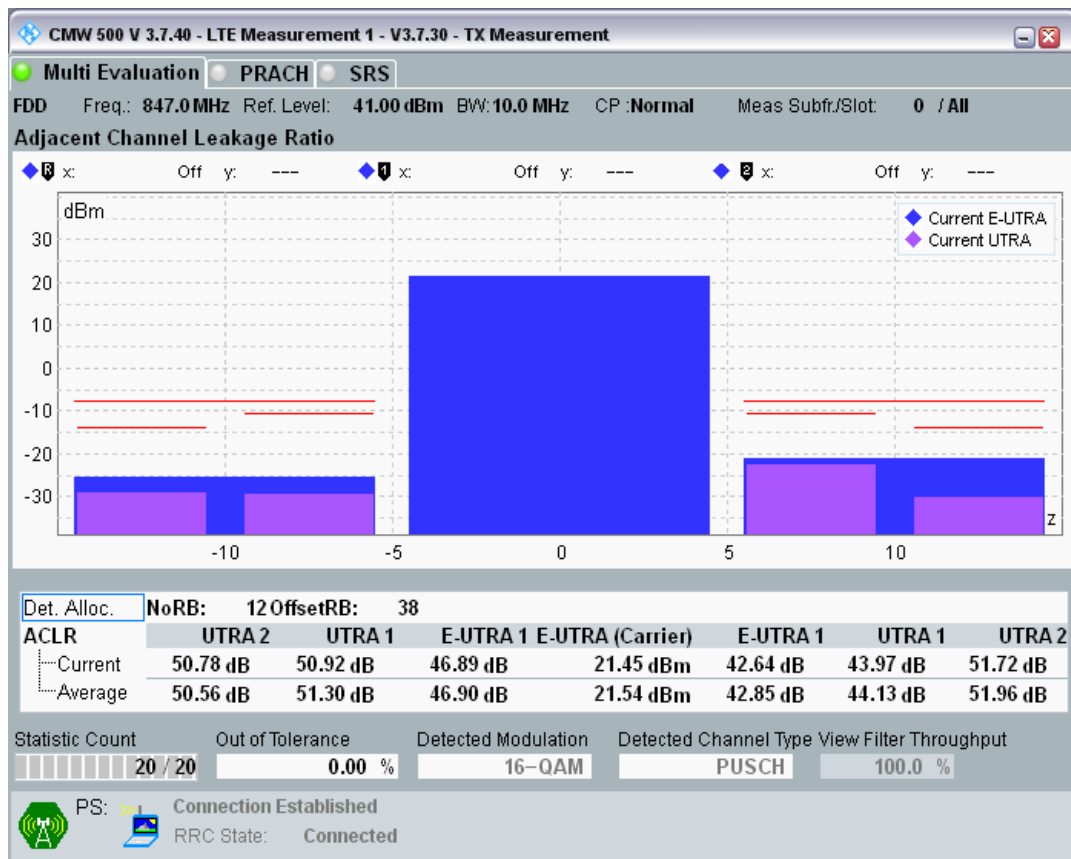 CMW 500 V 3.7.40 - LTE Measurement 1 - V3.7.30 - TX Measurement
Multi Evaluation PRACH SRS
FDD Freq.: 847.0 MHz Ref. Level: 41.00 dBm BW: 10.0 MHz CP :Normal Meas Subfr./Slot: 0 / All
Adjacent Channel Leakage Ratio
R x: Off y: --- 1 x: Off y: --- 2 x: Off y: ---
dBm
Current E-UTRA
Current UTRA
30
20
10
0
-10
-20
-30
z
-10 -5 0 5 10
Det. Alloc. NoRB: 12 OffsetRB: 38
ACLR UTRA 2 UTRA 1 E-UTRA 1 E-UTRA (Carrier) E-UTRA 1 UTRA 1 UTRA 2
Current 50.78 dB 50.92 dB 46.89 dB 21.45 dBm 42.64 dB 43.97 dB 51.72 dB
Average 50.56 dB 51.30 dB 46.90 dB 21.54 dBm 42.85 dB 44.13 dB 51.96 dB
Statistic Count Out of Tolerance Detected Modulation Detected Channel Type View Filter Throughput
20 / 20 0.00 % 16-QAM PUSCH 100.0 %
PS: Connection Established
RRC State: Connected